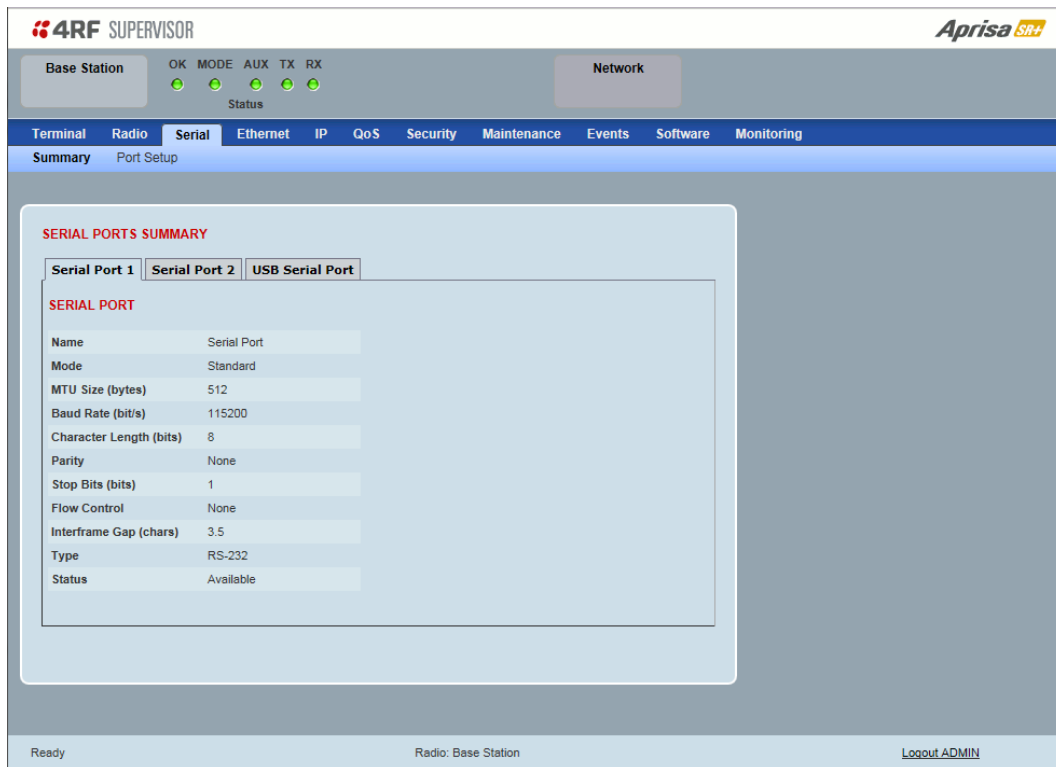 4RF SUPERVISOR
Aprisa SR+
Base Station
OK MODE AUX TX RX
Status
Network
Terminal Radio Serial Ethernet IP QoS Security Maintenance Events Software Monitoring
Summary Port Setup
SERIAL PORTS SUMMARY
Serial Port 1 Serial Port 2 USB Serial Port
SERIAL PORT
Name Serial Port
Mode Standard
MTU Size (bytes) 512
Baud Rate (bit/s) 115200
Character Length (bits) 8
Parity None
Stop Bits (bits) 1
Flow Control None
Interframe Gap (chars) 3.5
Type RS-232
Status Available
Ready Radio: Base Station Logout ADMIN